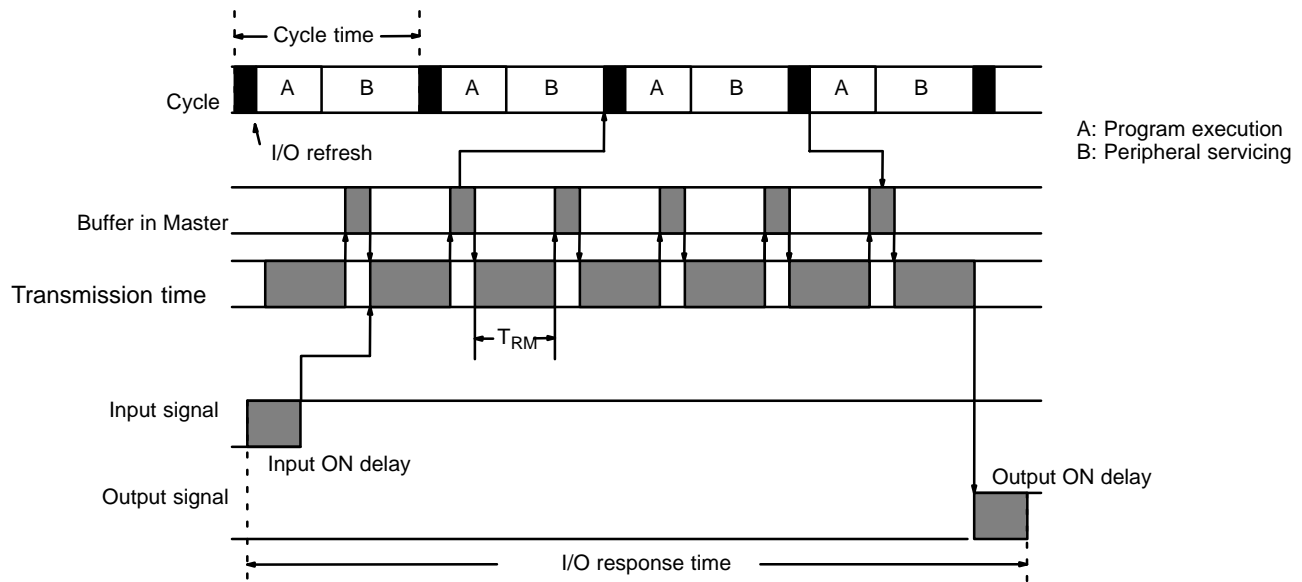 Cycle time
A B A B A B A B
Cycle
I/O refresh
A: Program execution
B: Peripheral servicing
Buffer in Master
Transmission time
TRM
Input signal
Input ON delay
Output ON delay
Output signal
I/O response time